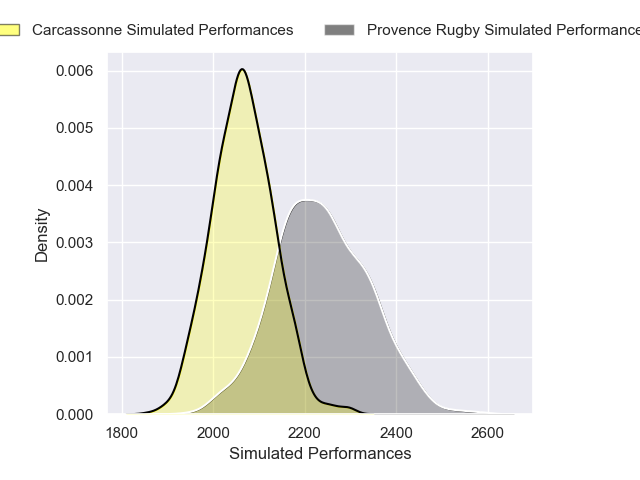 Carcassonne Simulated Performances
Provence Rugby Simulated Performance
0.006
0.005
0.004
0.003
0.002
0.001
0.000
Density
1800 2000 2200 2400 2600
Simulated Performances